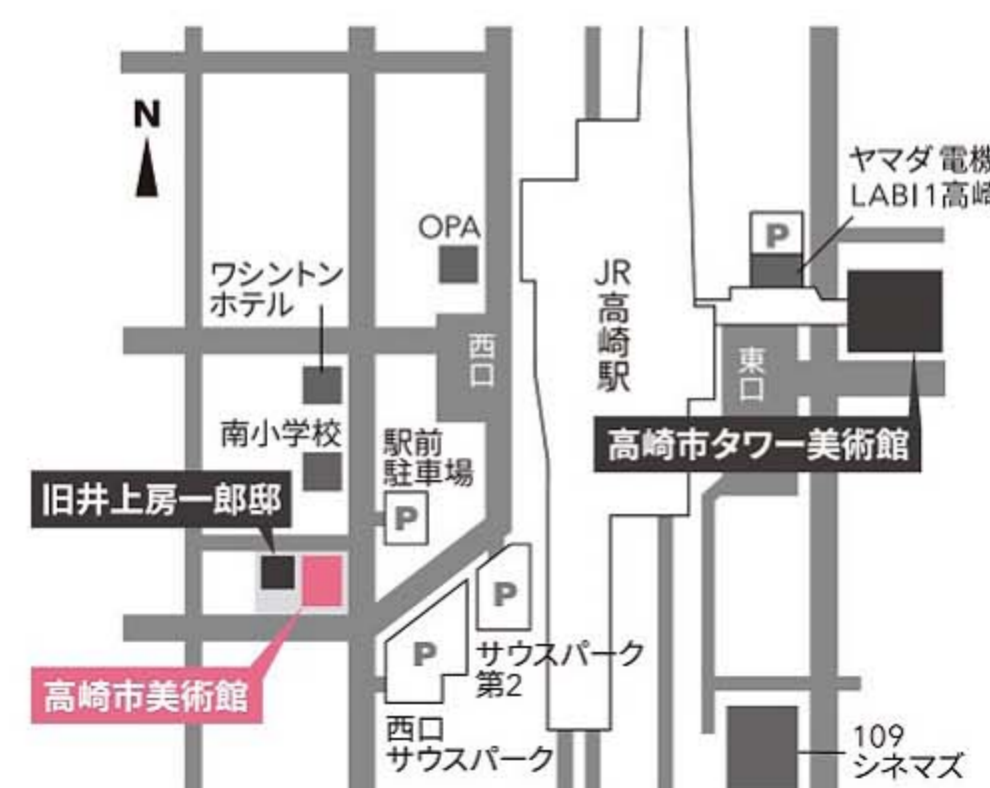 N
ヤマダ電機
LABI1高崎
P
OPA
ワシントン
ホテル
JR
高崎駅
西口
東口
南小学校
駅前
駐車場
高崎市タワー美術館
旧井上房一郎邸
P
P
P
サウスパーク
第2
高崎市美術館
西口
サウスパーク
109
シネマズ